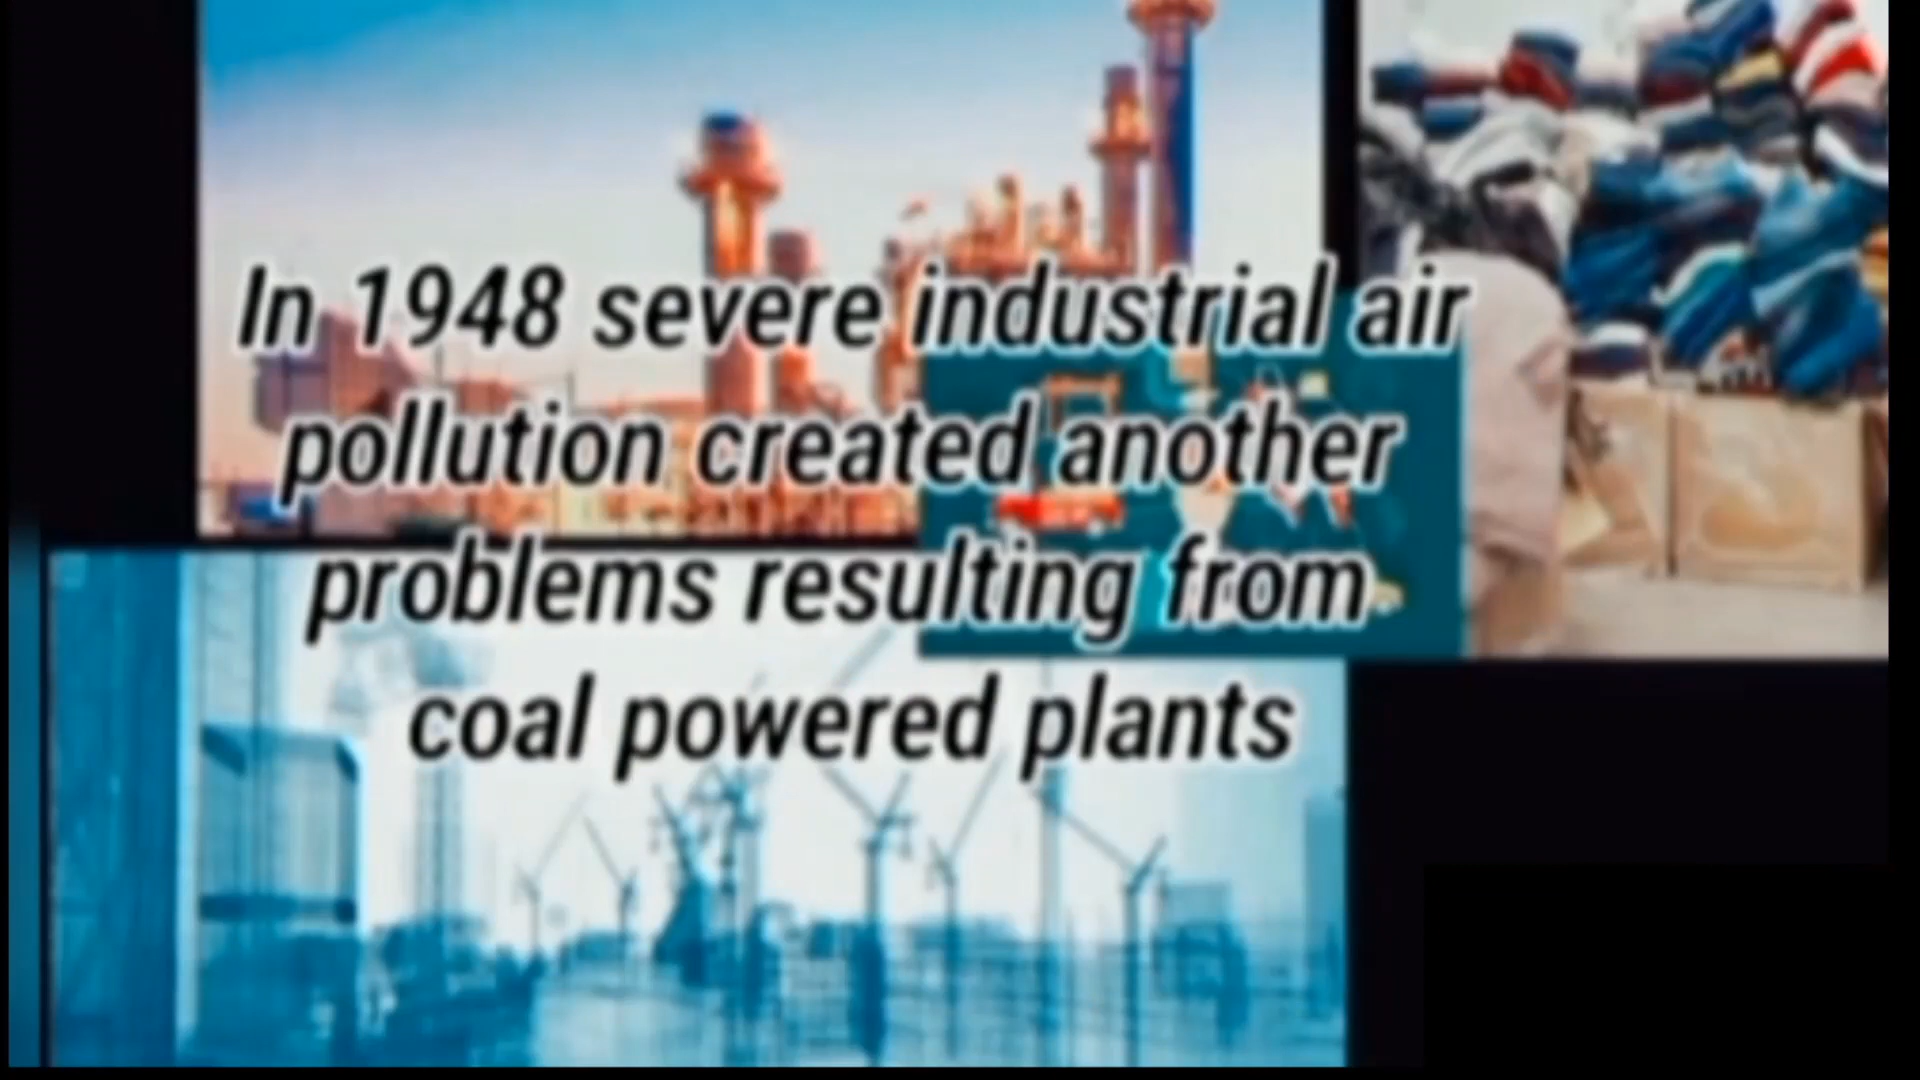 In 1948 severe industrial air
pollution created another
problems resulting from
coal powered plants